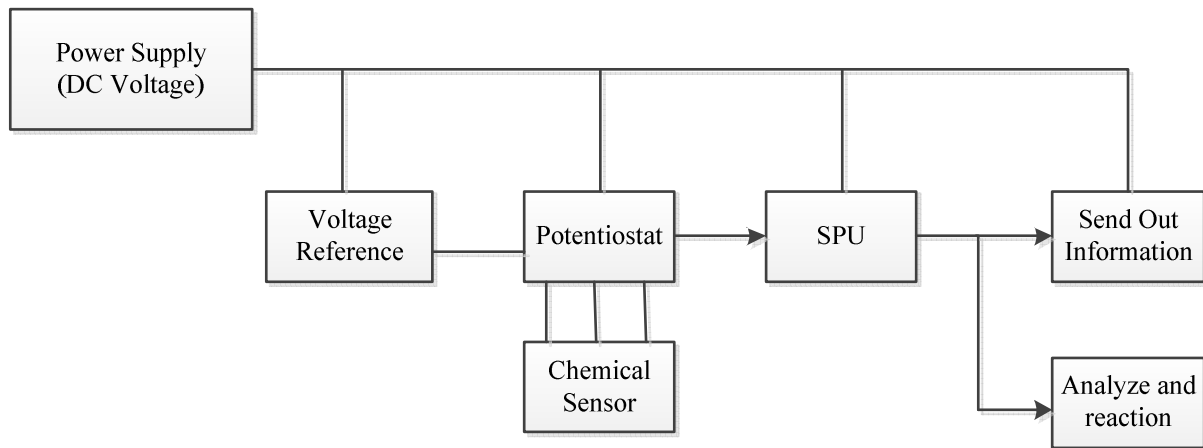 Power Supply
(DC Voltage)
Voltage
Reference
Potentiostat
SPU
Send Out
Information
Chemical
Sensor
Analyze and
reaction